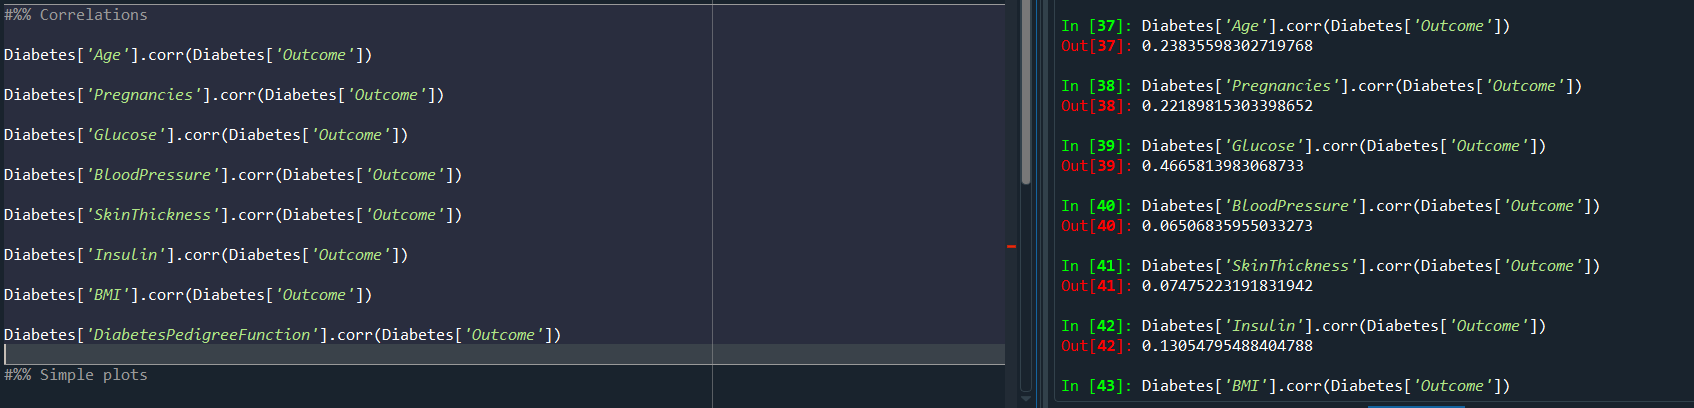 #%% Correlations
Diabetes['Age'].corr(Diabetes['Outcome'])
Diabetes['Pregnancies'].corr(Diabetes['Outcome'])
Diabetes['Glucose'].corr(Diabetes['Outcome'])
Diabetes['BloodPressure'].corr(Diabetes['Outcome'])
Diabetes['SkinThickness'].corr(Diabetes['Outcome'])
Diabetes['Insulin'].corr(Diabetes['Outcome'])
Diabetes['BMI'].corr(Diabetes['Outcome'])
Diabetes['DiabetesPedigreeFunction'].corr(Diabetes['Outcome'])
#%% Simple plots
In [37]: Diabetes['Age'].corr(Diabetes['Outcome'])
Out[37]: 0.23835598302719768
In [38]: Diabetes['Pregnancies'].corr(Diabetes['Outcome'])
Out[38]: 0.22189815303398652
In [39]: Diabetes['Glucose'].corr(Diabetes['Outcome'])
Out[39]: 0.4665813983068733
In [40]: Diabetes['BloodPressure'].corr(Diabetes['Outcome'])
Out[40]: 0.06506835955033273
In [41]: Diabetes['SkinThickness'].corr(Diabetes['Outcome'])
Out[41]: 0.07475223191831942
In [42]: Diabetes['Insulin'].corr(Diabetes['Outcome'])
Out[42]: 0.13054795488404788
In [43]: Diabetes['BMI'].corr(Diabetes['Outcome'])